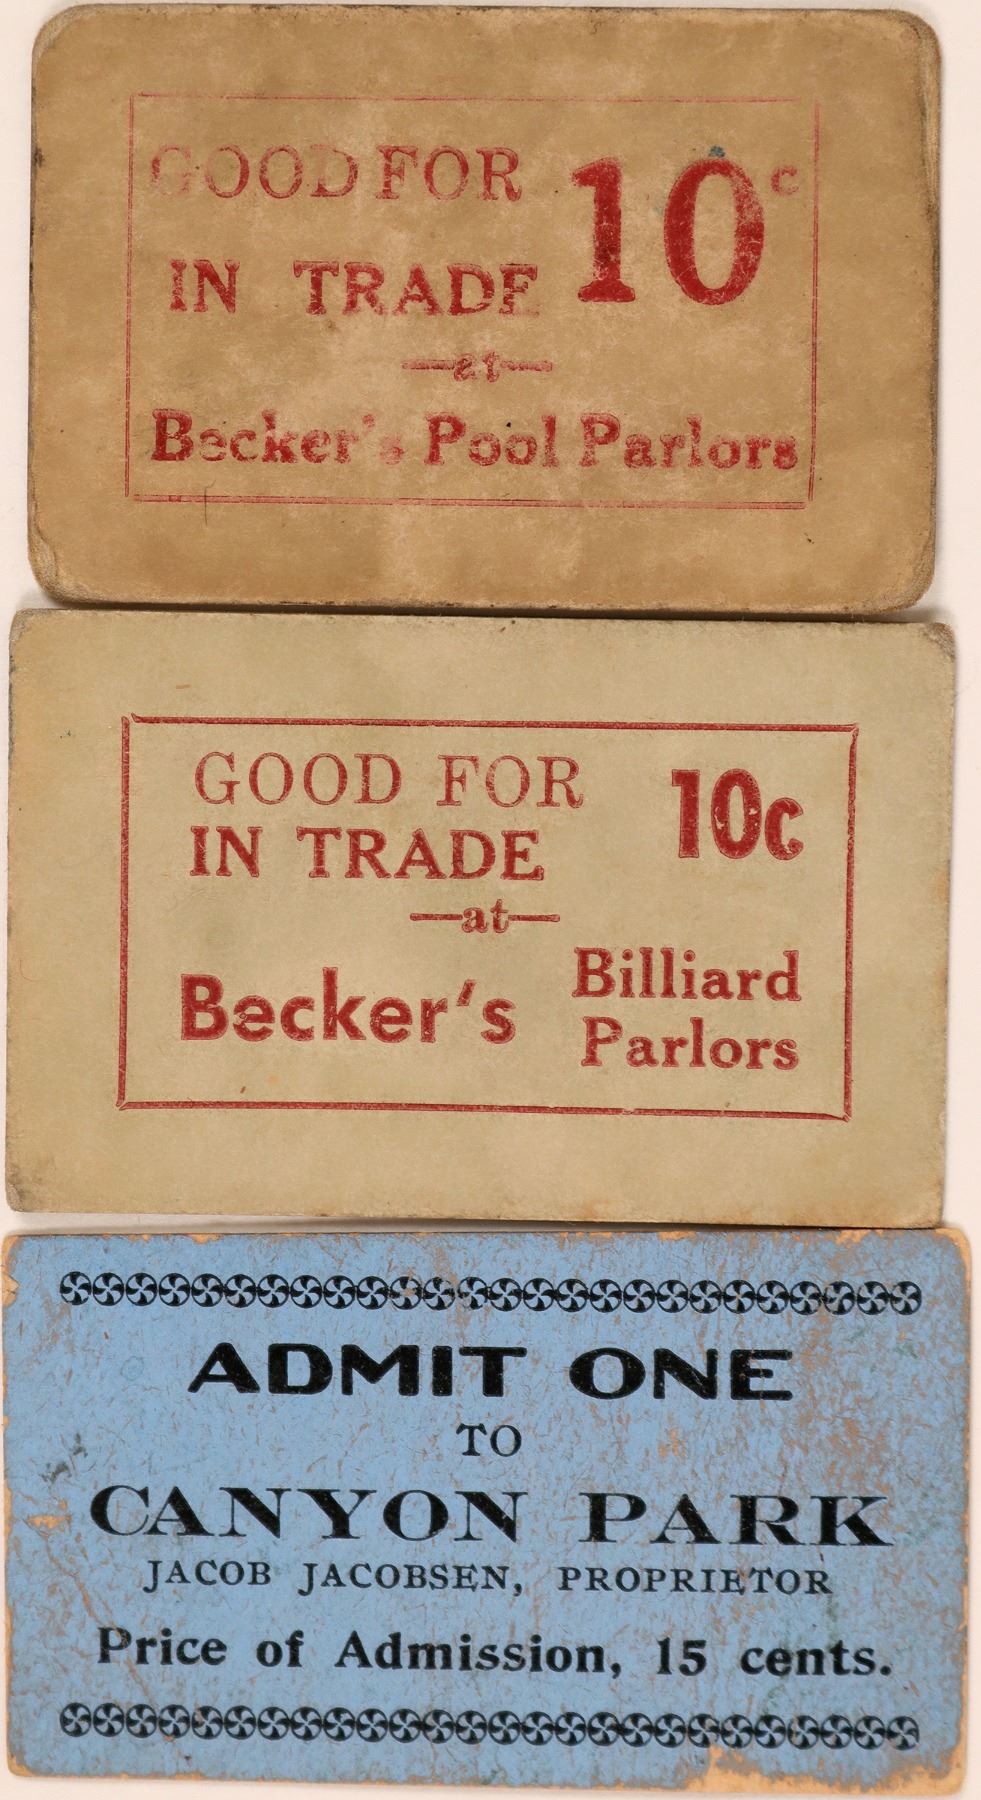 GOOD FOR 10c
IN TRADE
—at—
Becker's Pool Parlors
GOOD FOR 10c
IN TRADE
—at—
Becker's Billiard
Parlors
ADMIT ONE
TO
CANYON PARK
JACOB JACOBSEN, PROPRIETOR
Price of Admission, 15 cents.